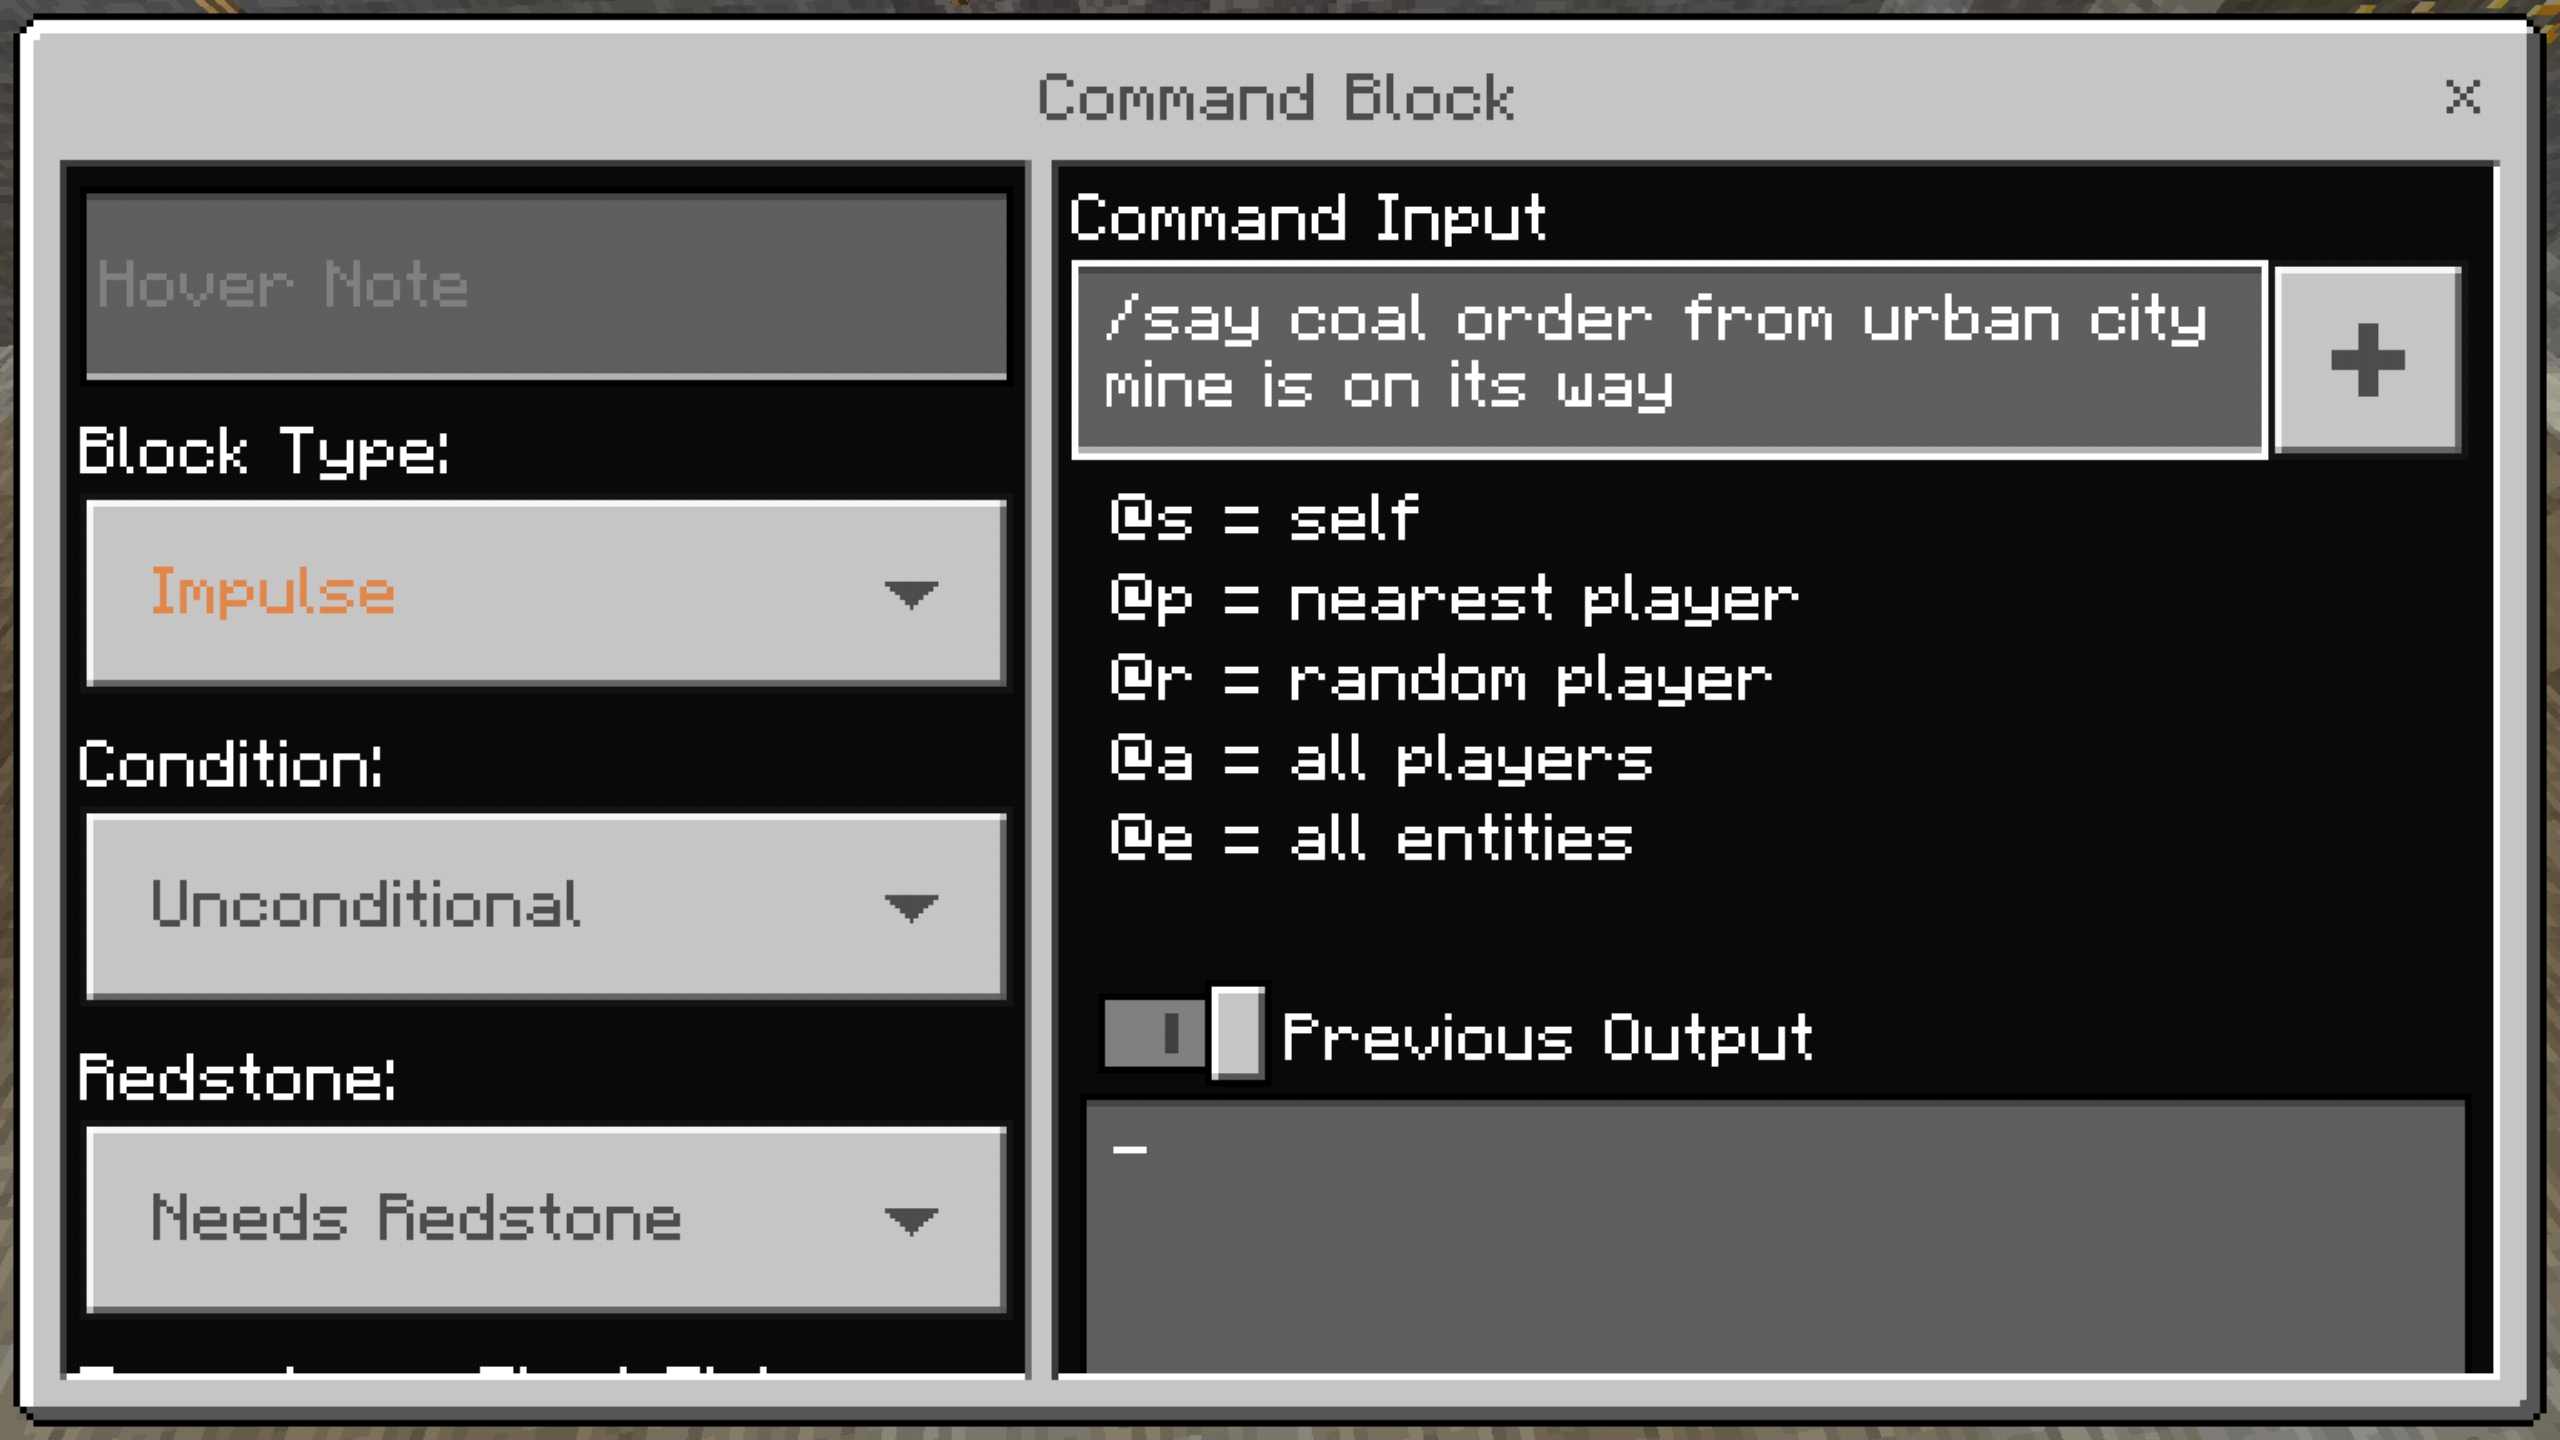 Command Block
Hover Note
Block Type:
Impulse
Condition:
Unconditional
Redstone:
Needs Redstone
Command Input
/say coal order from urban city
mine is on its way
@s = self
@p = nearest player
@r = random player
@a = all players
@e = all entities
Previous Output
-